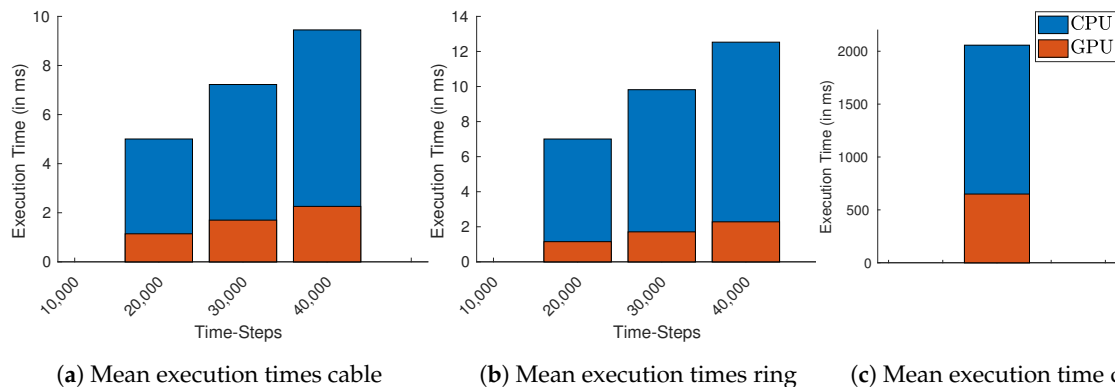 10
8
6
4
2
0
Execution Time (in ms)
10,000
20,000
30,000
40,000
Time-Steps
(a) Mean execution times cable
14
12
10
8
6
4
2
0
Execution Time (in ms)
10,000
20,000
30,000
40,000
Time-Steps
(b) Mean execution times ring
CPU
GPU
2000
1500
1000
500
0
Execution Time (in ms)
(c) Mean execution time